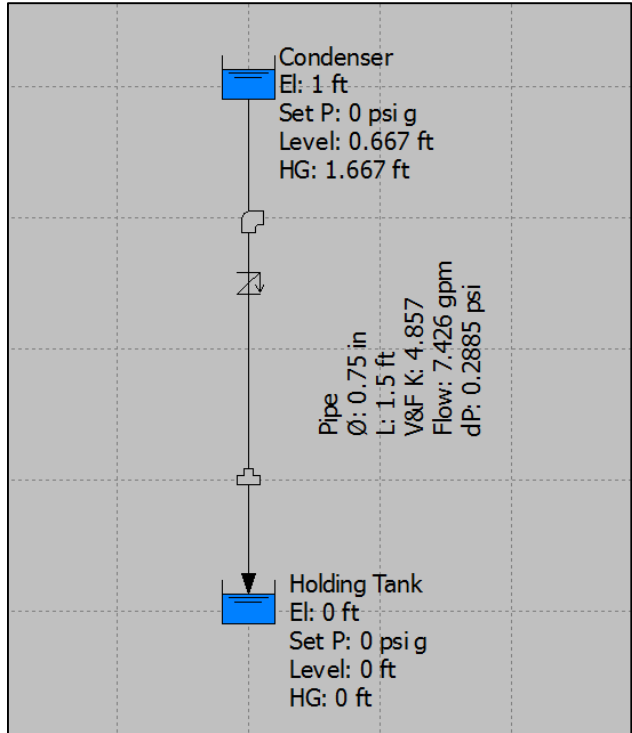 Condenser
El: 1 ft
Set P: 0 psi g
Level: 0.667 ft
HG: 1.667 ft
Pipe
Ø: 0.75 in
L: 1.5 ft
V&F K: 4.857
Flow: 7.426 gpm
dP: 0.2885 psi
Holding Tank
El: 0 ft
Set P: 0 psi g
Level: 0 ft
HG: 0 ft